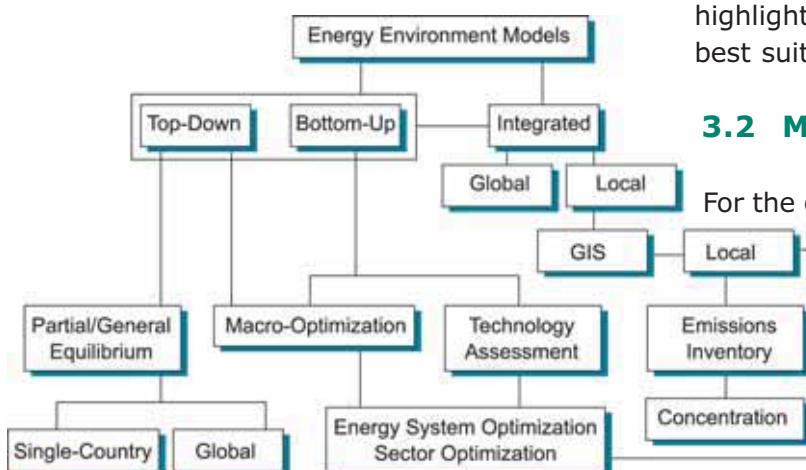 highlight
best suit
3.2 M
For the
Energy Environment Models
Top-Down
Bottom-Up
Integrated
Global
Local
GIS
Local
Partial/General
Equilibrium
Macro-Optimization
Technology
Assessment
Emissions
Inventory
Single-Country
Global
Energy System Optimization
Sector Optimization
Concentration